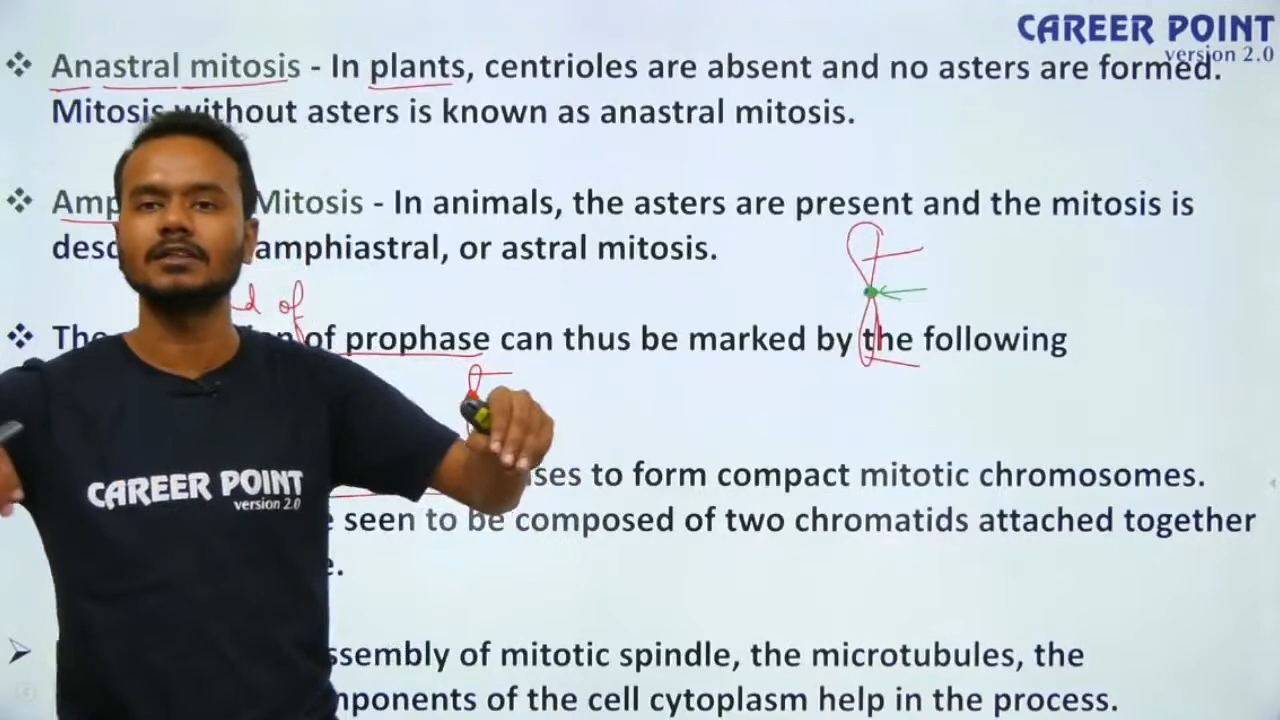 CAREER POINT
version 2.0
❖ Anastral mitosis - In plants, centrioles are absent and no asters are formed.
Mitosis without asters is known as anastral mitosis.
❖ Amp Mitosis - In animals, the asters are present and the mitosis is
desc amphiastral, or astral mitosis.
d of
❖ The of prophase can thus be marked by the following
ses to form compact mitotic chromosomes.
seen to be composed of two chromatids attached together
e.
➤ ssembly of mitotic spindle, the microtubules, the
mponents of the cell cytoplasm help in the process.
CAREER POINT
version 2.0